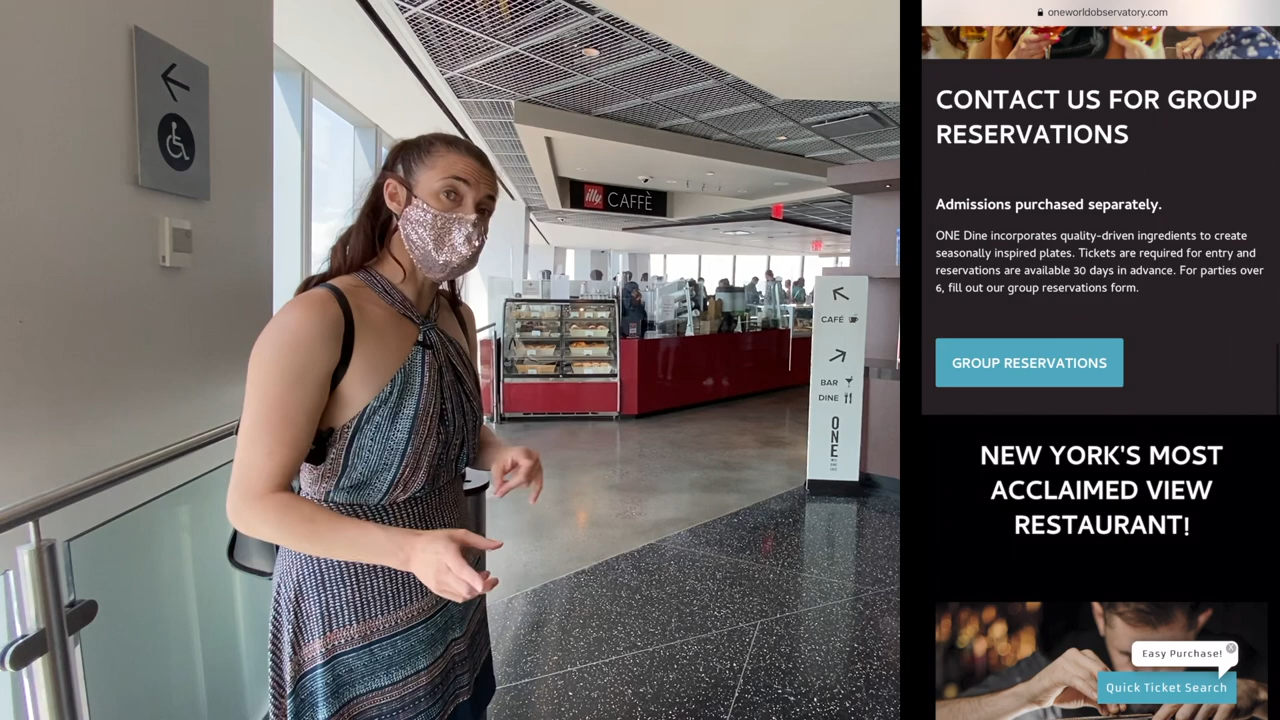 illy CAFFÈ
CAFÉ
BAR
DINE
ONE
oneworldobservatory.com
CONTACT US FOR GROUP
RESERVATIONS
Admissions purchased separately.
ONE Dine incorporates quality-driven ingredients to create
seasonally inspired plates. Tickets are required for entry and
reservations are available 30 days in advance. For parties over
6, fill out our group reservations form.
GROUP RESERVATIONS
NEW YORK'S MOST
ACCLAIMED VIEW
RESTAURANT!
Easy Purchase!
X
Quick Ticket Search